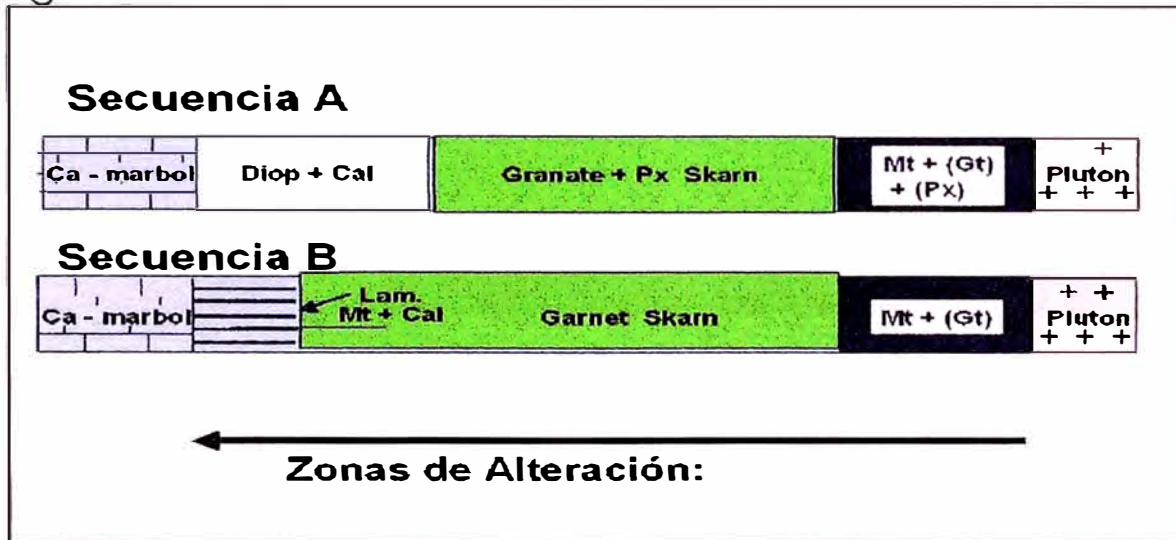 Secuencia A
Ca - marbol
Diop + Cal
Granate + Px Skarn
Mt + (Gt)
+ (Px)
Pluton
Secuencia B
Ca - marbol
Lam.
Mt + Cal
Garnet Skarn
Mt + (Gt)
Pluton
Zonas de Alteración: